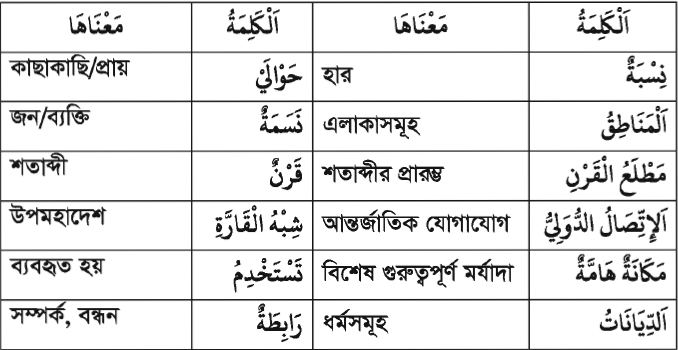 مَعْنَاهَا اَلْكَلِمَةُ مَعْنَاهَا اَلْكَلِمَةُ
কাছাকাছি/প্রায় حَوَالَيْ হার نِسْبَةٌ
জন/ব্যক্তি نَسَمَةٌ এলাকাসমূহ اَلْمَنَاطِقُ
শতাব্দী قَرْنٌ শতাব্দীর প্রারম্ভ مَطْلَعُ الْقَرْنِ
উপমহাদেশ شِبْهُ الْقَارَّةِ আন্তর্জাতিক যোগাযোগ اَلإِتِّصَالُ الدُّوَلِيُّ
ব্যবহৃত হয় تَسْتَخْدِمُ বিশেষ গুরুত্বপূর্ণ মর্যাদা مَكَانَةٌ هَامَّةٌ
সম্পর্ক, বন্ধন رَابِطَةٌ ধর্মসমূহ اَلدِّيَانَاتُ